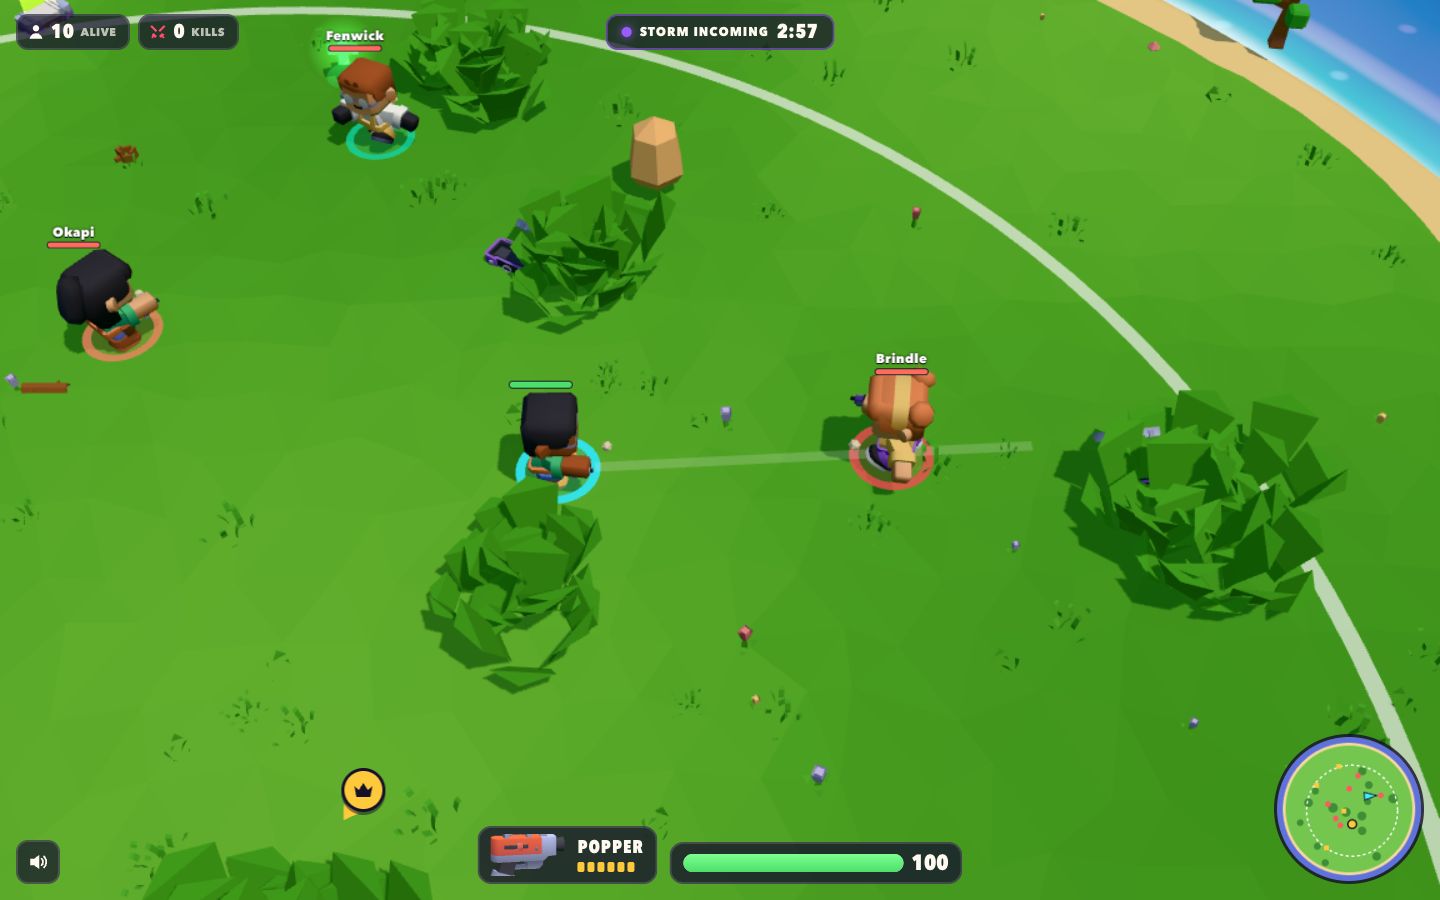 10 ALIVE
0 KILLS
STORM INCOMING 2:57
Fenwick
Okapi
Brindle
POPPER
100